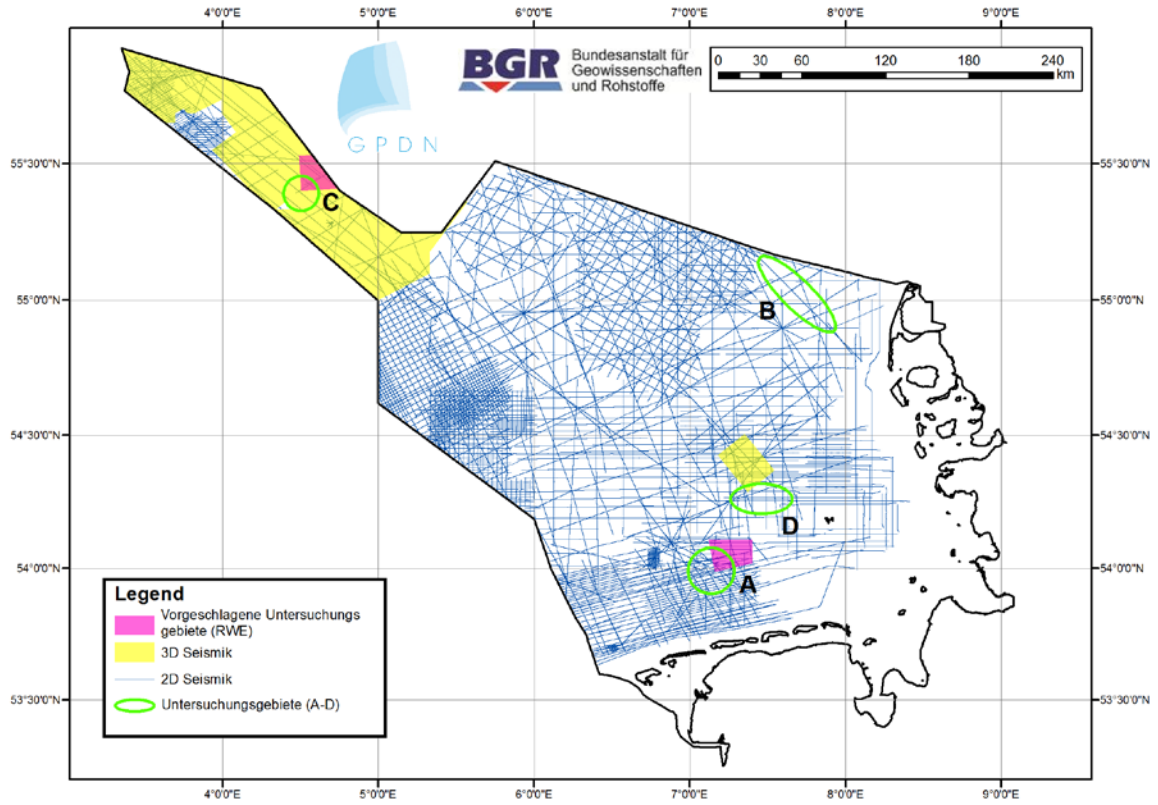 4°0'0"E 5°0'0"E 6°0'0"E 7°0'0"E 8°0'0"E 9°0'0"E
GPDN
BGR
Bundesanstalt für
Geowissenschaften
und Rohstoffe
0 30 60 120 180 240
km
55°30'0"N 55°30'0"N
C
55°0'0"N 55°0'0"N
B
54°30'0"N 54°30'0"N
D
54°0'0"N 54°0'0"N
A
53°30'0"N 53°30'0"N
Legend
Vorgeschlagene Untersuchungs
gebiete (RWE)
3D Seismik
2D Seismik
Untersuchungsgebiete (A-D)
4°0'0"E 5°0'0"E 6°0'0"E 7°0'0"E 8°0'0"E 9°0'0"E